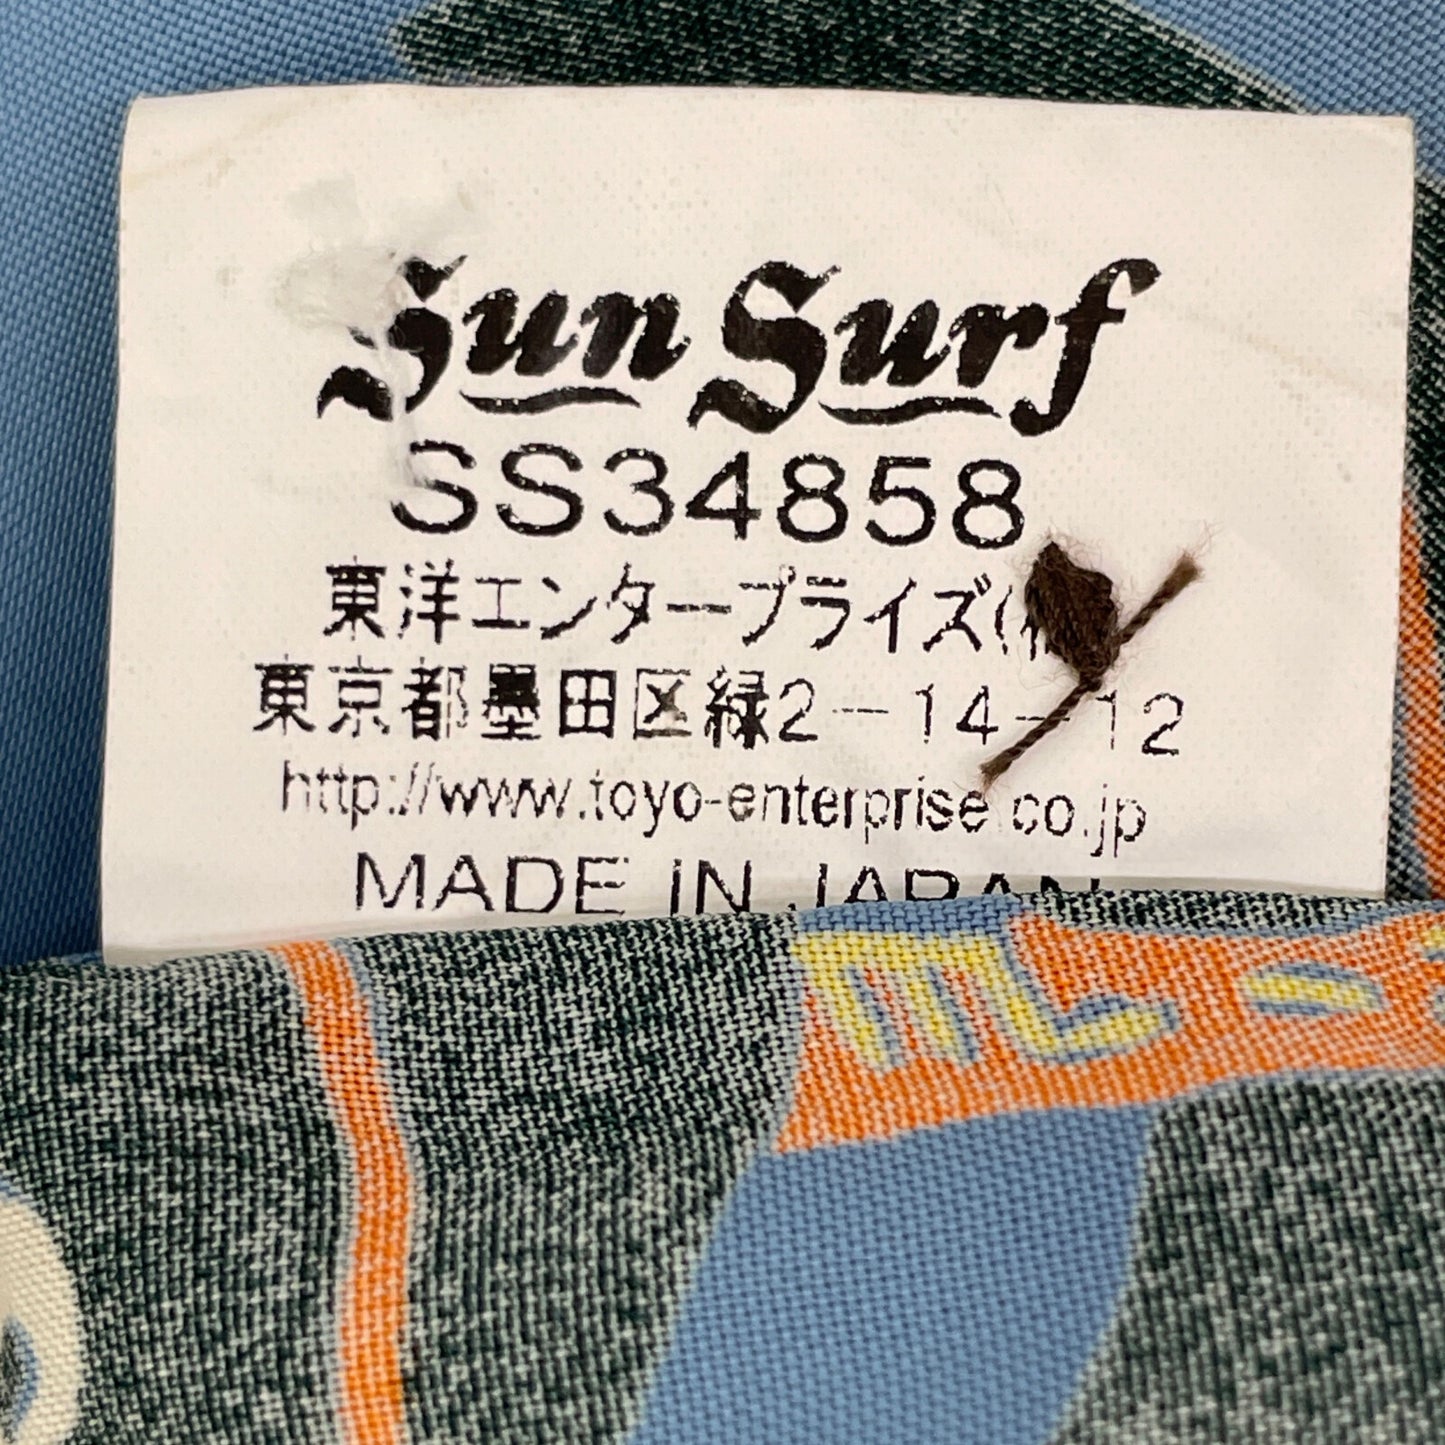 Sun Surf
SS34858
東洋エンタープライズ(
東京都墨田区緑2-14-12
http://www.toyo-enterprise.co.jp
MADE IN JAPAN